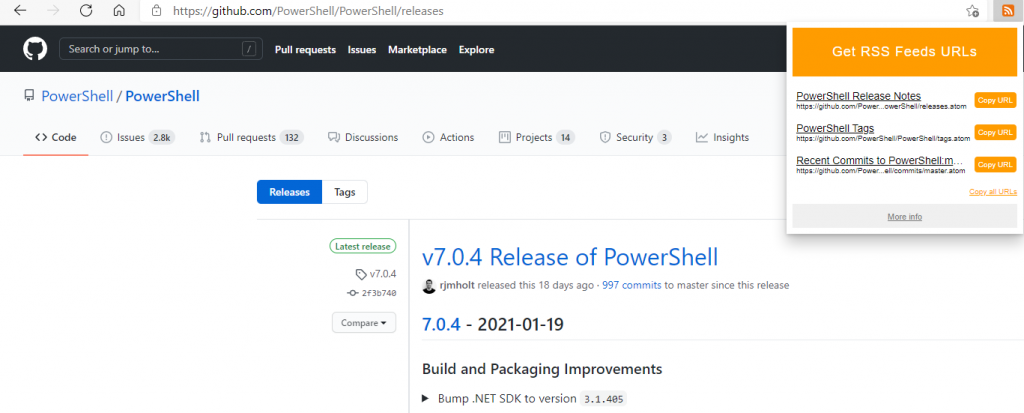 https://github.com/PowerShell/PowerShell/releases
Search or jump to... /
Pull requests Issues Marketplace Explore
Get RSS Feeds URLs
PowerShell Release Notes
https://github.com/Power...owerShell/releases.atom
Copy URL
PowerShell Tags
https://github.com/PowerShell/PowerShell/tags.atom
Copy URL
Recent Commits to PowerShell:m...
https://github.com/Power...ell/commits/master.atom
Copy URL
Copy all URLs
More info
PowerShell / PowerShell
Code Issues 2.8k Pull requests 132 Discussions Actions Projects 14 Security 3 Insights
Releases Tags
Latest release
v7.0.4
2f3b740
Compare
v7.0.4 Release of PowerShell
rjmholt released this 18 days ago · 997 commits to master since this release
7.0.4 - 2021-01-19
Build and Packaging Improvements
Bump .NET SDK to version 3.1.405